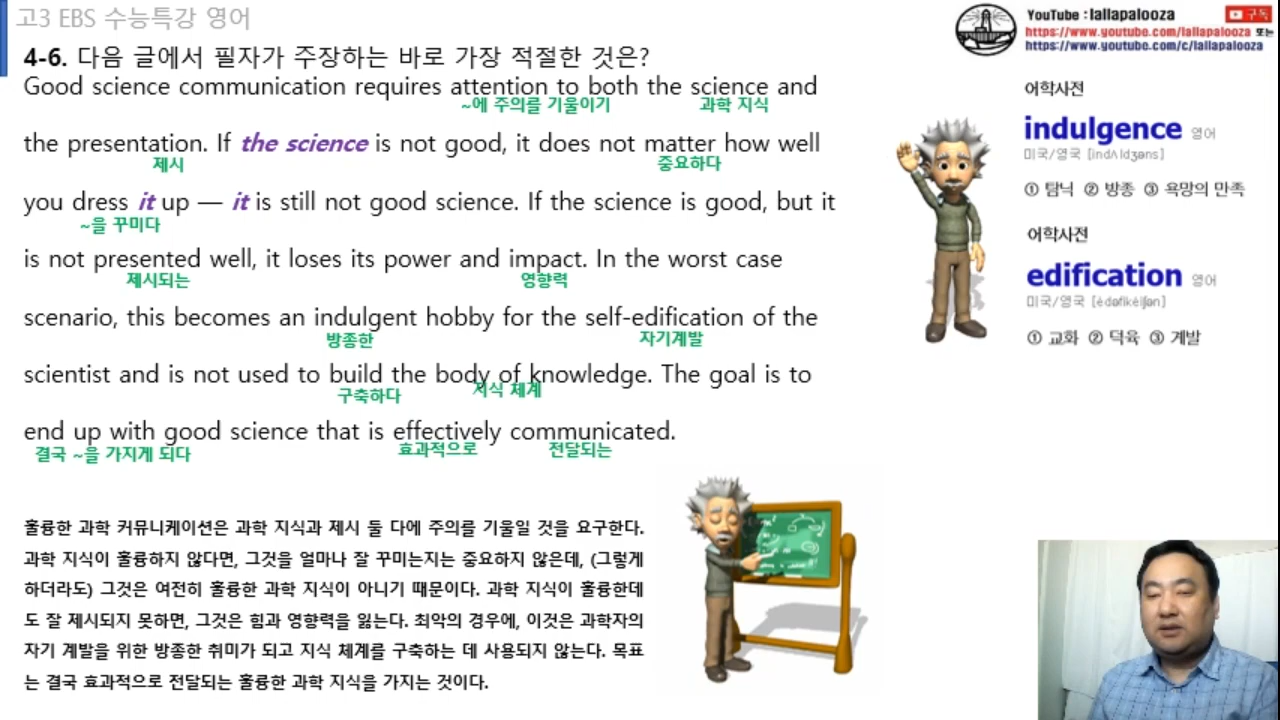 고3 EBS 수능특강 영어
4-6. 다음 글에서 필자가 주장하는 바로 가장 적절한 것은?
Good science communication requires attention to both the science and
~에 주의를 기울이기 과학 지식
the presentation. If the science is not good, it does not matter how well
제시 중요하다
you dress it up — it is still not good science. If the science is good, but it
~을 꾸미다
is not presented well, it loses its power and impact. In the worst case
제시되는 영향력
scenario, this becomes an indulgent hobby for the self-edification of the
방종한 자기계발
scientist and is not used to build the body of knowledge. The goal is to
구축하다 지식 체계
end up with good science that is effectively communicated.
결국 ~을 가지게 되다 효과적으로 전달되는
훌륭한 과학 커뮤니케이션은 과학 지식과 제시 둘 다에 주의를 기울일 것을 요구한다.
과학 지식이 훌륭하지 않다면, 그것을 얼마나 잘 꾸미는지는 중요하지 않은데, (그렇게
하더라도) 그것은 여전히 훌륭한 과학 지식이 아니기 때문이다. 과학 지식이 훌륭한데
도 잘 제시되지 못하면, 그것은 힘과 영향력을 잃는다. 최악의 경우에, 이것은 과학자의
자기 계발을 위한 방종한 취미가 되고 지식 체계를 구축하는 데 사용되지 않는다. 목표
는 결국 효과적으로 전달되는 훌륭한 과학 지식을 가지는 것이다.
YouTube : lallapalooza 구독
https://www.youtube.com/lallapalooza 또는
https://www.youtube.com/c/lallapalooza
어학사전
indulgence 영어
미국/영국 [indʌldʒəns]
① 탐닉 ② 방종 ③ 욕망의 만족
어학사전
edification 영어
미국/영국 [èdəfikéiʃən]
① 교화 ② 덕육 ③ 계발